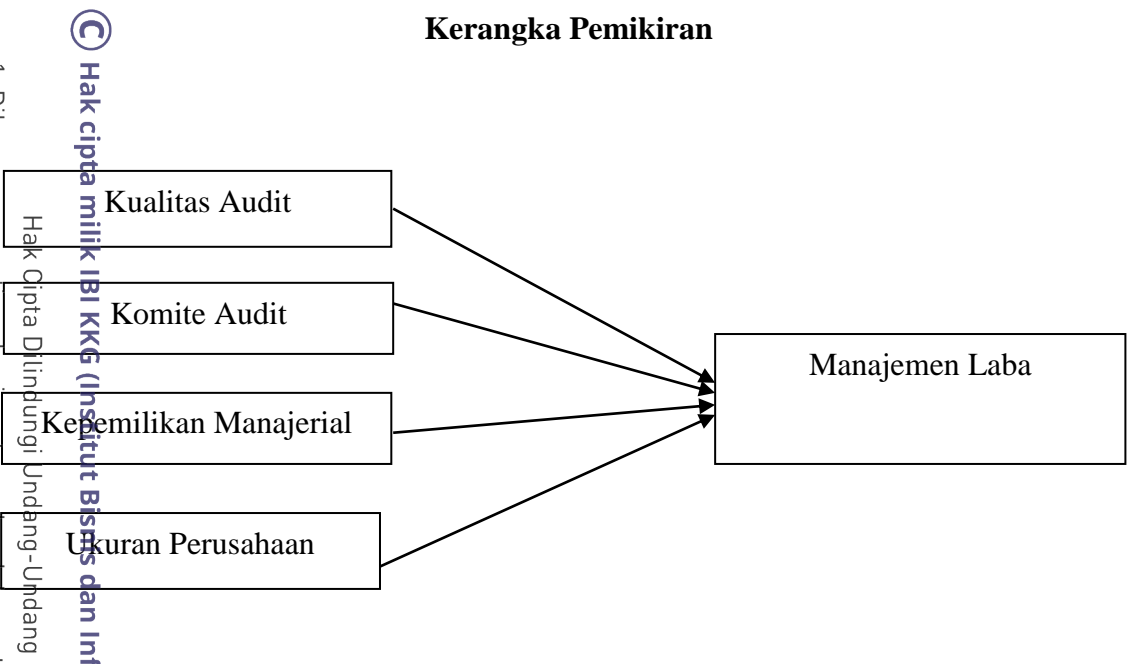 Kerangka Pemikiran
Kualitas Audit
Komite Audit
Kepemilikan Manajerial
Ukuran Perusahaan
Manajemen Laba
© Hak cipta milik IBI KKG (Institut Bisnis dan Inf
Hak Cipta Dilindungi Undang-Undang